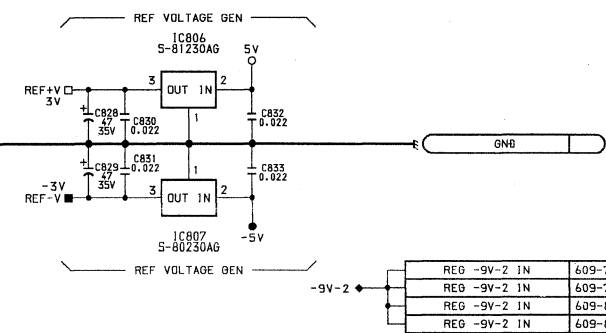 REF VOLTAGE GEN
IC806
S-81230AG
5V
REF+V
3V
3
OUT IN
2
1
+
C828
47
35V
C830
0.022
C832
0.022
GND
+
C829
47
35V
C831
0.022
C833
0.022
1
-3V
REF-V
3
OUT IN
2
IC807
S-80230AG
-5V
REF VOLTAGE GEN
-9V-2
REG -9V-2 IN
REG -9V-2 IN
REG -9V-2 IN
REG -9V-2 IN